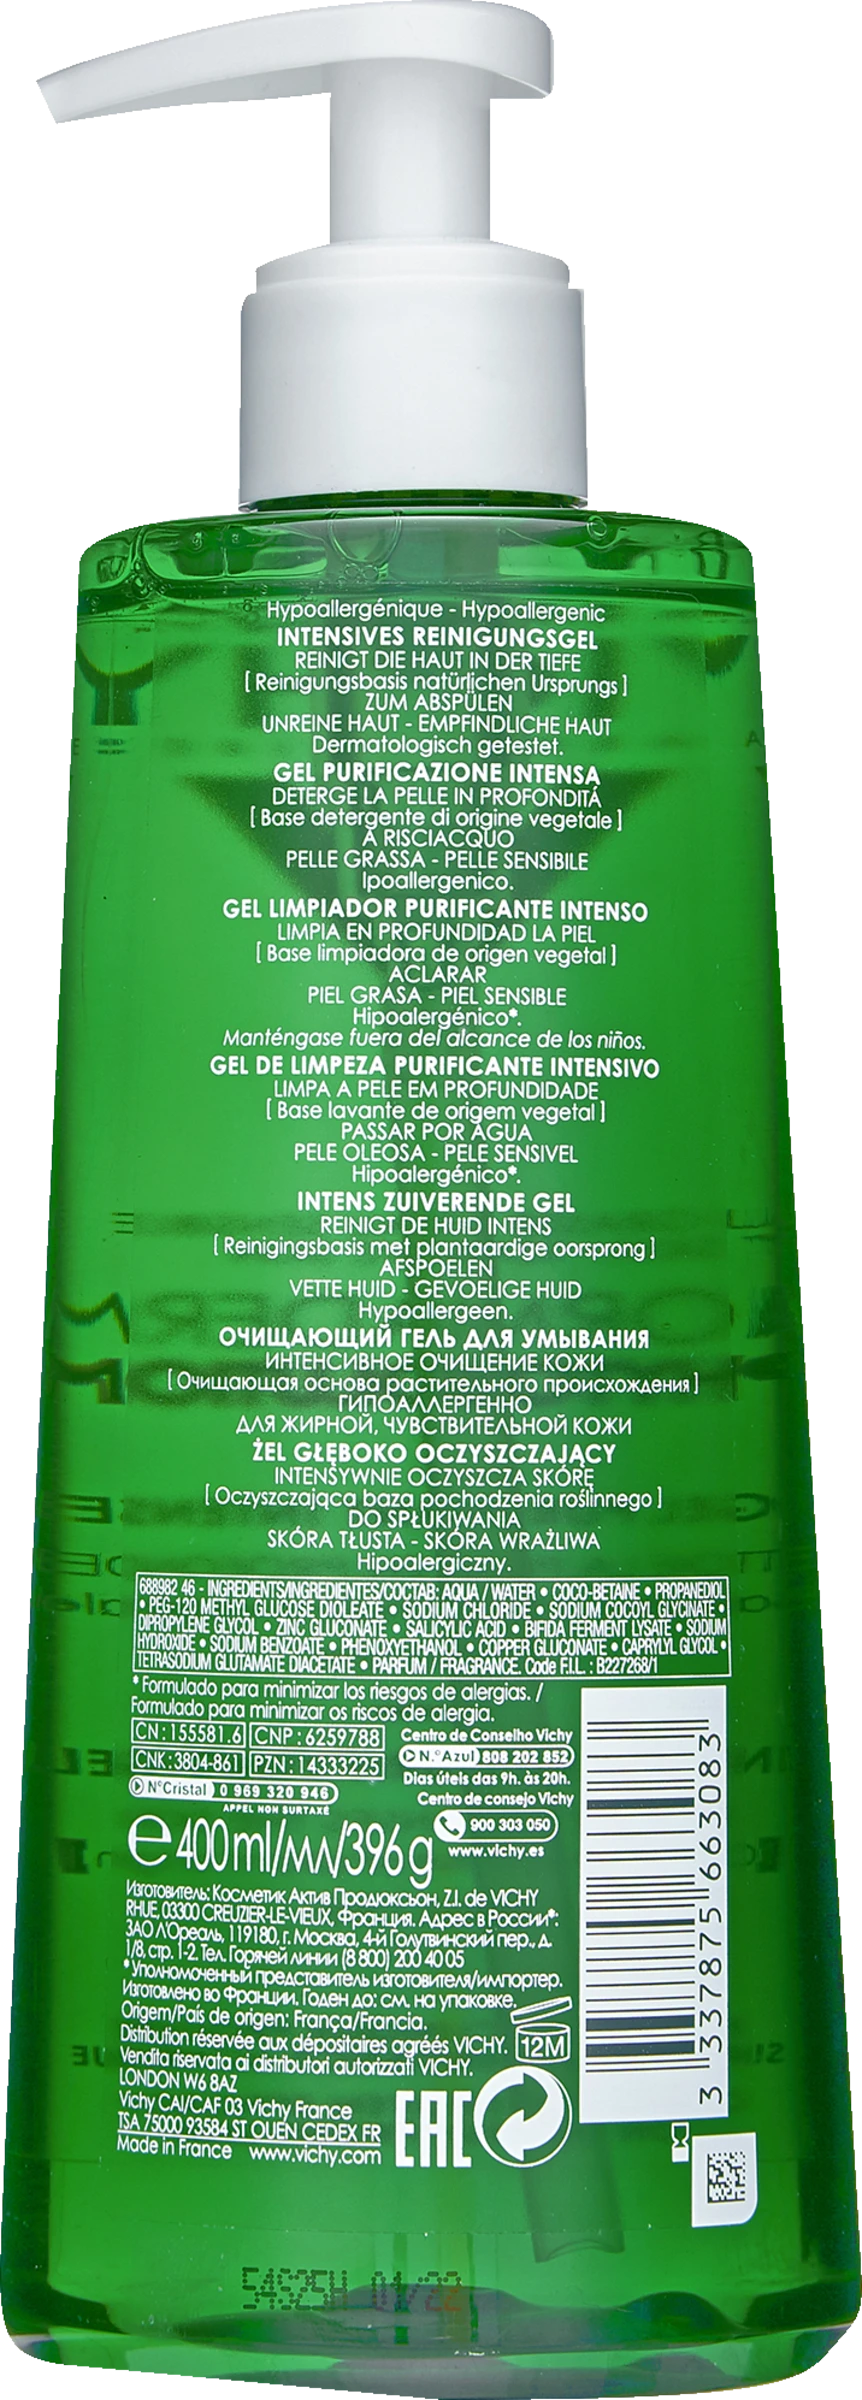 Hypoallergénique - Hypoallergenic
INTENSIVES REINIGUNGSGEL
REINIGT DIE HAUT IN DER TIEFE
[ Reinigungsbasis natürlichen Ursprungs ]
ZUM ABSPÜLEN
UNREINE HAUT - EMPFINDLICHE HAUT
Dermatologisch getestet.
GEL PURIFICAZIONE INTENSA
DETERGE LA PELLE IN PROFONDITÁ
[ Base detergente di origine vegetale ]
A RISCIACQUO
PELLE GRASSA - PELLE SENSIBILE
Ipoallergenico.
GEL LIMPIADOR PURIFICANTE INTENSO
LIMPIA EN PROFUNDIDAD LA PIEL
[ Base limpiadora de origen vegetal ]
ACLARAR
PIEL GRASA - PIEL SENSIBLE
Hipoalergénico*.
Manténgase fuera del alcance de los niños.
GEL DE LIMPEZA PURIFICANTE INTENSIVO
LIMPA A PELE EM PROFUNDIDADE
[ Base lavante de origem vegetal ]
PASSAR POR ÁGUA
PELE OLEOSA - PELE SENSIVEL
Hipoalergénico*.
INTENS ZUIVERENDE GEL
REINIGT DE HUID INTENS
[ Reinigingsbasis met plantaardige oorsprong ]
AFSPOELEN
VETTE HUID - GEVOELIGE HUID
Hypoallergeen.
ОЧИЩАЮЩИЙ ГЕЛЬ ДЛЯ УМЫВАНИЯ
ИНТЕНСИВНОЕ ОЧИЩЕНИЕ КОЖИ
[ Очищающая основа растительного происхождения ]
ГИПОАЛЛЕРГЕННО
ДЛЯ ЖИРНОЙ, ЧУВСТВИТЕЛЬНОЙ КОЖИ
ŻEL GŁĘBOKO OCZYSZCZAJĄCY
INTENSYWNIE OCZYSZCZA SKÓRĘ
[ Oczyszczająca baza pochodzenia roślinnego ]
DO SPŁUKIWANIA
SKÓRA TŁUSTA - SKÓRA WRAŻLIWA
Hipoalergiczny.
688982 46 - INGREDIENTS/INGREDIENTES/СОСТАВ: AQUA / WATER • COCO-BETAINE • PROPANEDIOL
• PEG-120 METHYL GLUCOSE DIOLEATE • SODIUM CHLORIDE • SODIUM COCOYL GLYCINATE •
DIPROPYLENE GLYCOL • ZINC GLUCONATE • SALICYLIC ACID • BIFIDA FERMENT LYSATE • SODIUM
HYDROXIDE • SODIUM BENZOATE • PHENOXYETHANOL • COPPER GLUCONATE • CAPRYLYL GLYCOL •
TETRASODIUM GLUTAMATE DIACETATE • PARFUM / FRAGRANCE. Code F.I.L. : B227268/1
*Formulado para minimizar los riesgos de alergias. /
Formulado para minimizar os riscos de alergia.
CN : 155581.6 CNP : 6259788
CNK : 3804-861 PZN : 14333225
N°Cristal 0 969 320 946
APPEL NON SURTAXÉ
Centro de Conselho Vichy
N.° Azul 808 202 852
Dias úteis das 9h. às 20h.
Centro de consejo Vichy
900 303 050
www.vichy.es
℮ 400 ml/мл/396 g
Изготовитель: Косметик Актив Продюксьон, Z.I. de VICHY
RHUE, 03300 CREUZIER-LE-VIEUX, Франция. Адрес в России*:
ЗАО Л'Ореаль, 119180, г. Москва, 4-й Голутвинский пер., д.
1/8, стр. 1-2. Тел. Горячей линии (8 800) 200 40 05
*Уполномоченный представитель изготовителя/импортер.
Изготовлено во Франции. Годен до: см. на упаковке.
Origem/País de origen: França/Francia.
Distribution réservée aux dépositaires agréés VICHY.
Vendita riservata ai distributori autorizzati VICHY.
LONDON W6 8AZ
Vichy CAI/CAF 03 Vichy France
TSA 75000 93584 ST OUEN CEDEX FR
Made in France www.vichy.com
12M
EAC
3 337875 663083
54S25H 01/22